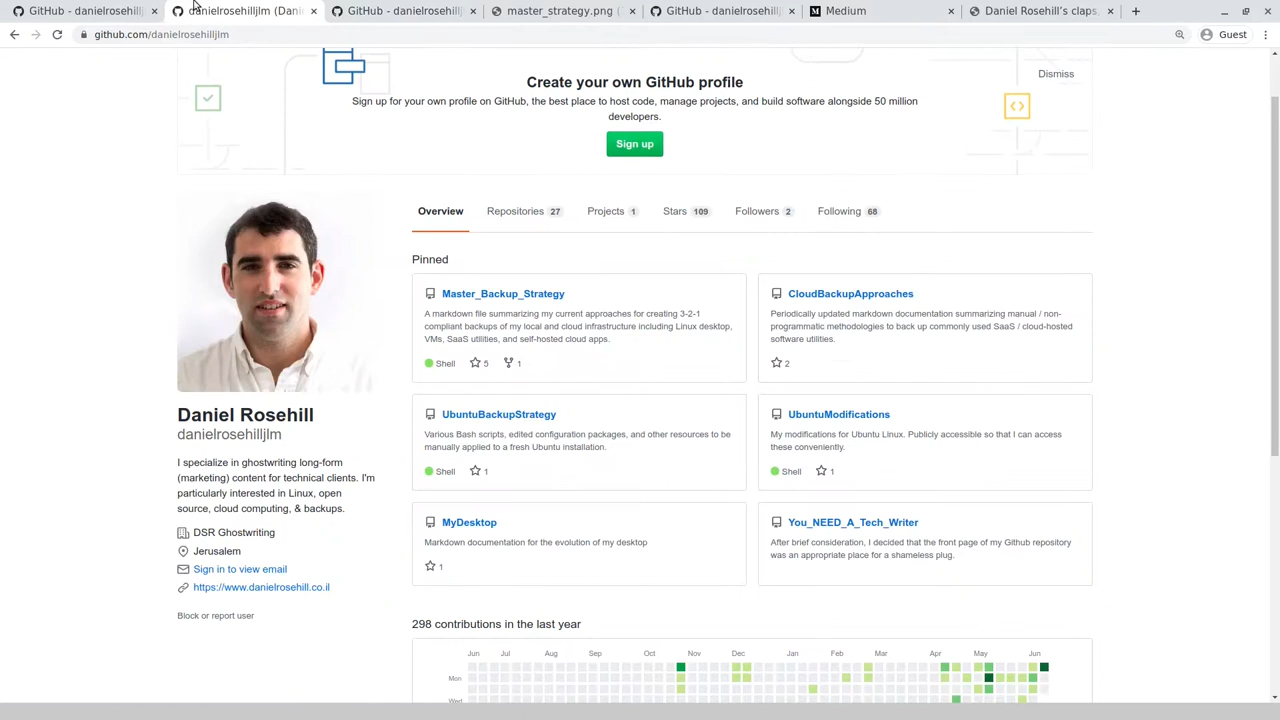 GitHub - danielrosehillj
danielrosehilljlm (Dani
GitHub - danielrosehillj
master_strategy.png (
GitHub - danielrosehillj
Medium
Daniel Rosehill's claps,
github.com/danielrosehilljlm
Guest
Create your own GitHub profile
Dismiss
Sign up for your own profile on GitHub, the best place to host code, manage projects, and build software alongside 50 million
developers.
Sign up
Overview
Repositories 27
Projects 1
Stars 109
Followers 2
Following 68
Pinned
Master_Backup_Strategy
A markdown file summarizing my current approaches for creating 3-2-1
compliant backups of my local and cloud infrastructure including Linux desktop,
VMs, SaaS utilities, and self-hosted cloud apps.
Shell 5 1
CloudBackupApproaches
Periodically updated markdown documentation summarizing manual / non-
programmatic methodologies to back up commonly used SaaS / cloud-hosted
software utilities.
2
UbuntuBackupStrategy
Various Bash scripts, edited configuration packages, and other resources to be
manually applied to a fresh Ubuntu installation.
Shell 1
UbuntuModifications
My modifications for Ubuntu Linux. Publicly accessible so that I can access
these conveniently.
Shell 1
MyDesktop
Markdown documentation for the evolution of my desktop
1
You_NEED_A_Tech_Writer
After brief consideration, I decided that the front page of my Github repository
was an appropriate place for a shameless plug.
Daniel Rosehill
danielrosehilljlm
I specialize in ghostwriting long-form
(marketing) content for technical clients. I'm
particularly interested in Linux, open
source, cloud computing, & backups.
DSR Ghostwriting
Jerusalem
Sign in to view email
https://www.danielrosehill.co.il
Block or report user
298 contributions in the last year
Jun Jul Aug Sep Oct Nov Dec Jan Feb Mar Apr May Jun
Mon
Wed